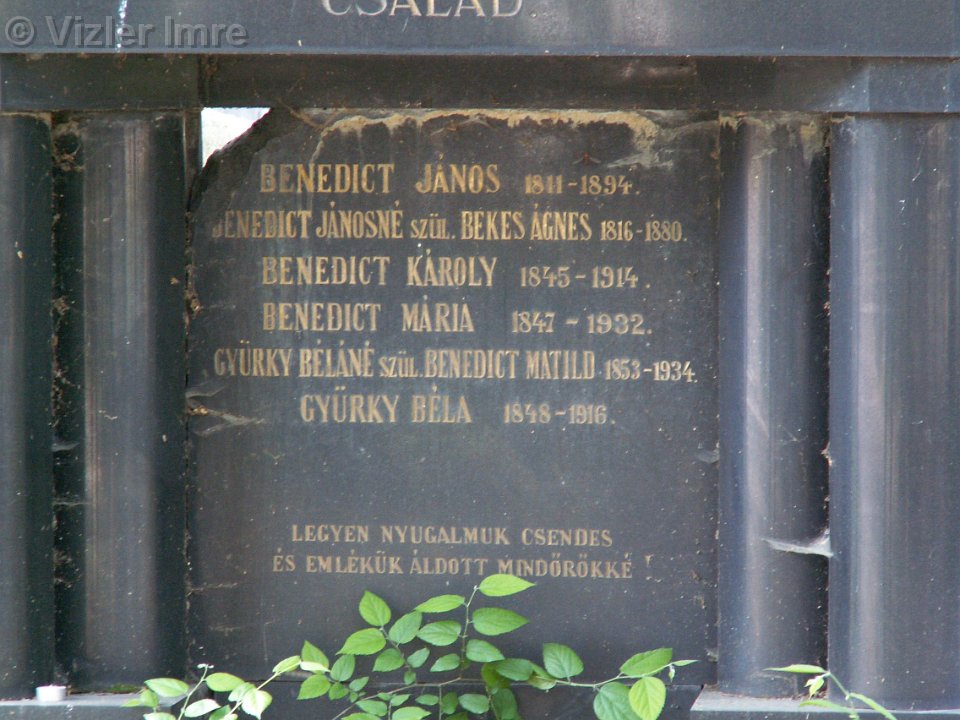 © Vizler Imre
CSALÁD
BENEDICT JÁNOS 1811-1894.
BENEDICT JÁNOSNÉ SZÜL. BEKES ÁGNES 1816-1880.
BENEDICT KÁROLY 1845-1914.
BENEDICT MÁRIA 1847-1932.
GYÜRKY BÉLÁNÉ SZÜL. BENEDICT MATILD 1853-1934.
GYÜRKY BÉLA 1848-1916.
LEGYEN NYUGALMUK CSENDES
ÉS EMLÉKÜK ÁLDOTT MINDÖRÖKKÉ !